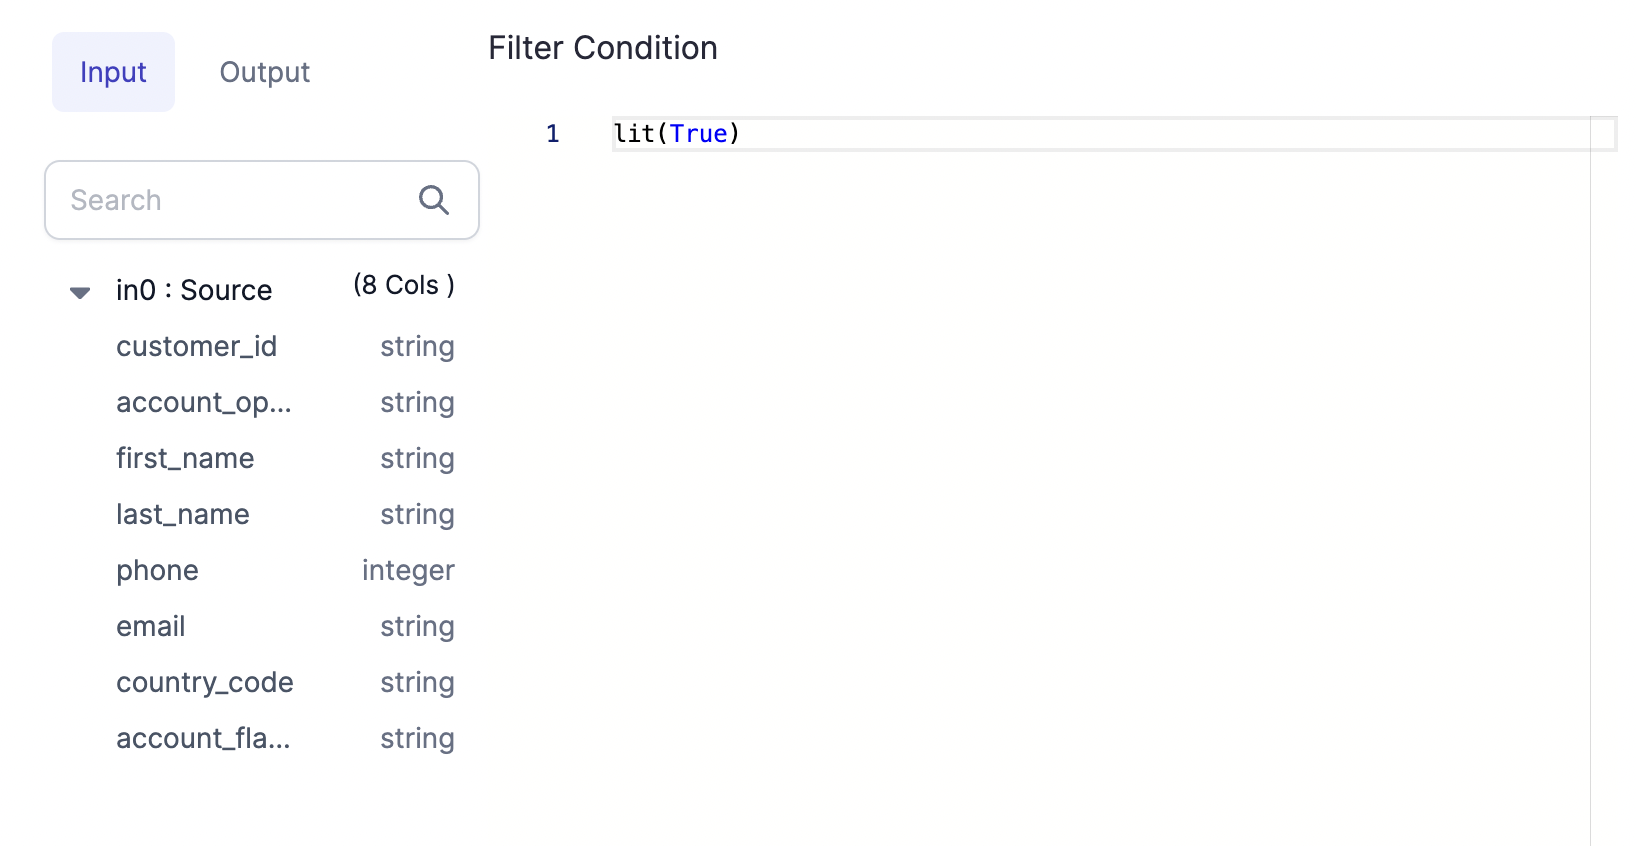 Input Output
Search
in0 : Source (8 Cols )
customer_id string
account_op... string
first_name string
last_name string
phone integer
email string
country_code string
account_fla... string
Filter Condition
1 lit(True)